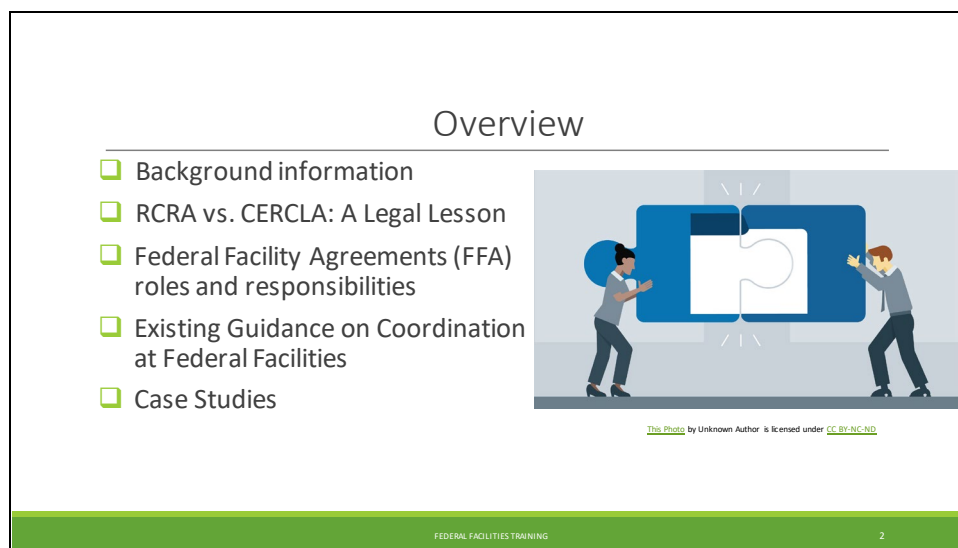 Overview
Background information
RCRA vs. CERCLA: A Legal Lesson
Federal Facility Agreements (FFA)
roles and responsibilities
Existing Guidance on Coordination
at Federal Facilities
Case Studies
This Photo by Unknown Author is licensed under CC BY-NC-ND
FEDERAL FACILITIES TRAINING
2